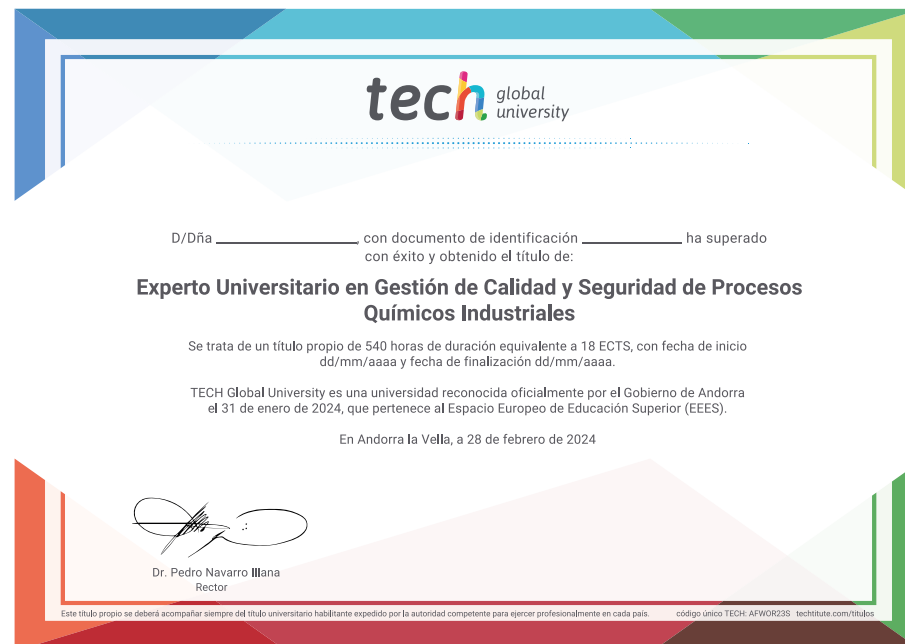 tech global
university
D/Dña ___________________, con documento de identificación _____________ ha superado
con éxito y obtenido el título de:
Experto Universitario en Gestión de Calidad y Seguridad de Procesos
Químicos Industriales
Se trata de un título propio de 540 horas de duración equivalente a 18 ECTS, con fecha de inicio
dd/mm/aaaa y fecha de finalización dd/mm/aaaa.
TECH Global University es una universidad reconocida oficialmente por el Gobierno de Andorra
el 31 de enero de 2024, que pertenece al Espacio Europeo de Educación Superior (EEES).
En Andorra la Vella, a 28 de febrero de 2024
Dr. Pedro Navarro Illana
Rector
Este título propio se deberá acompañar siempre del título universitario habilitante expedido por la autoridad competente para ejercer profesionalmente en cada país. código único TECH: AFWOR23S techtitute.com/titulos